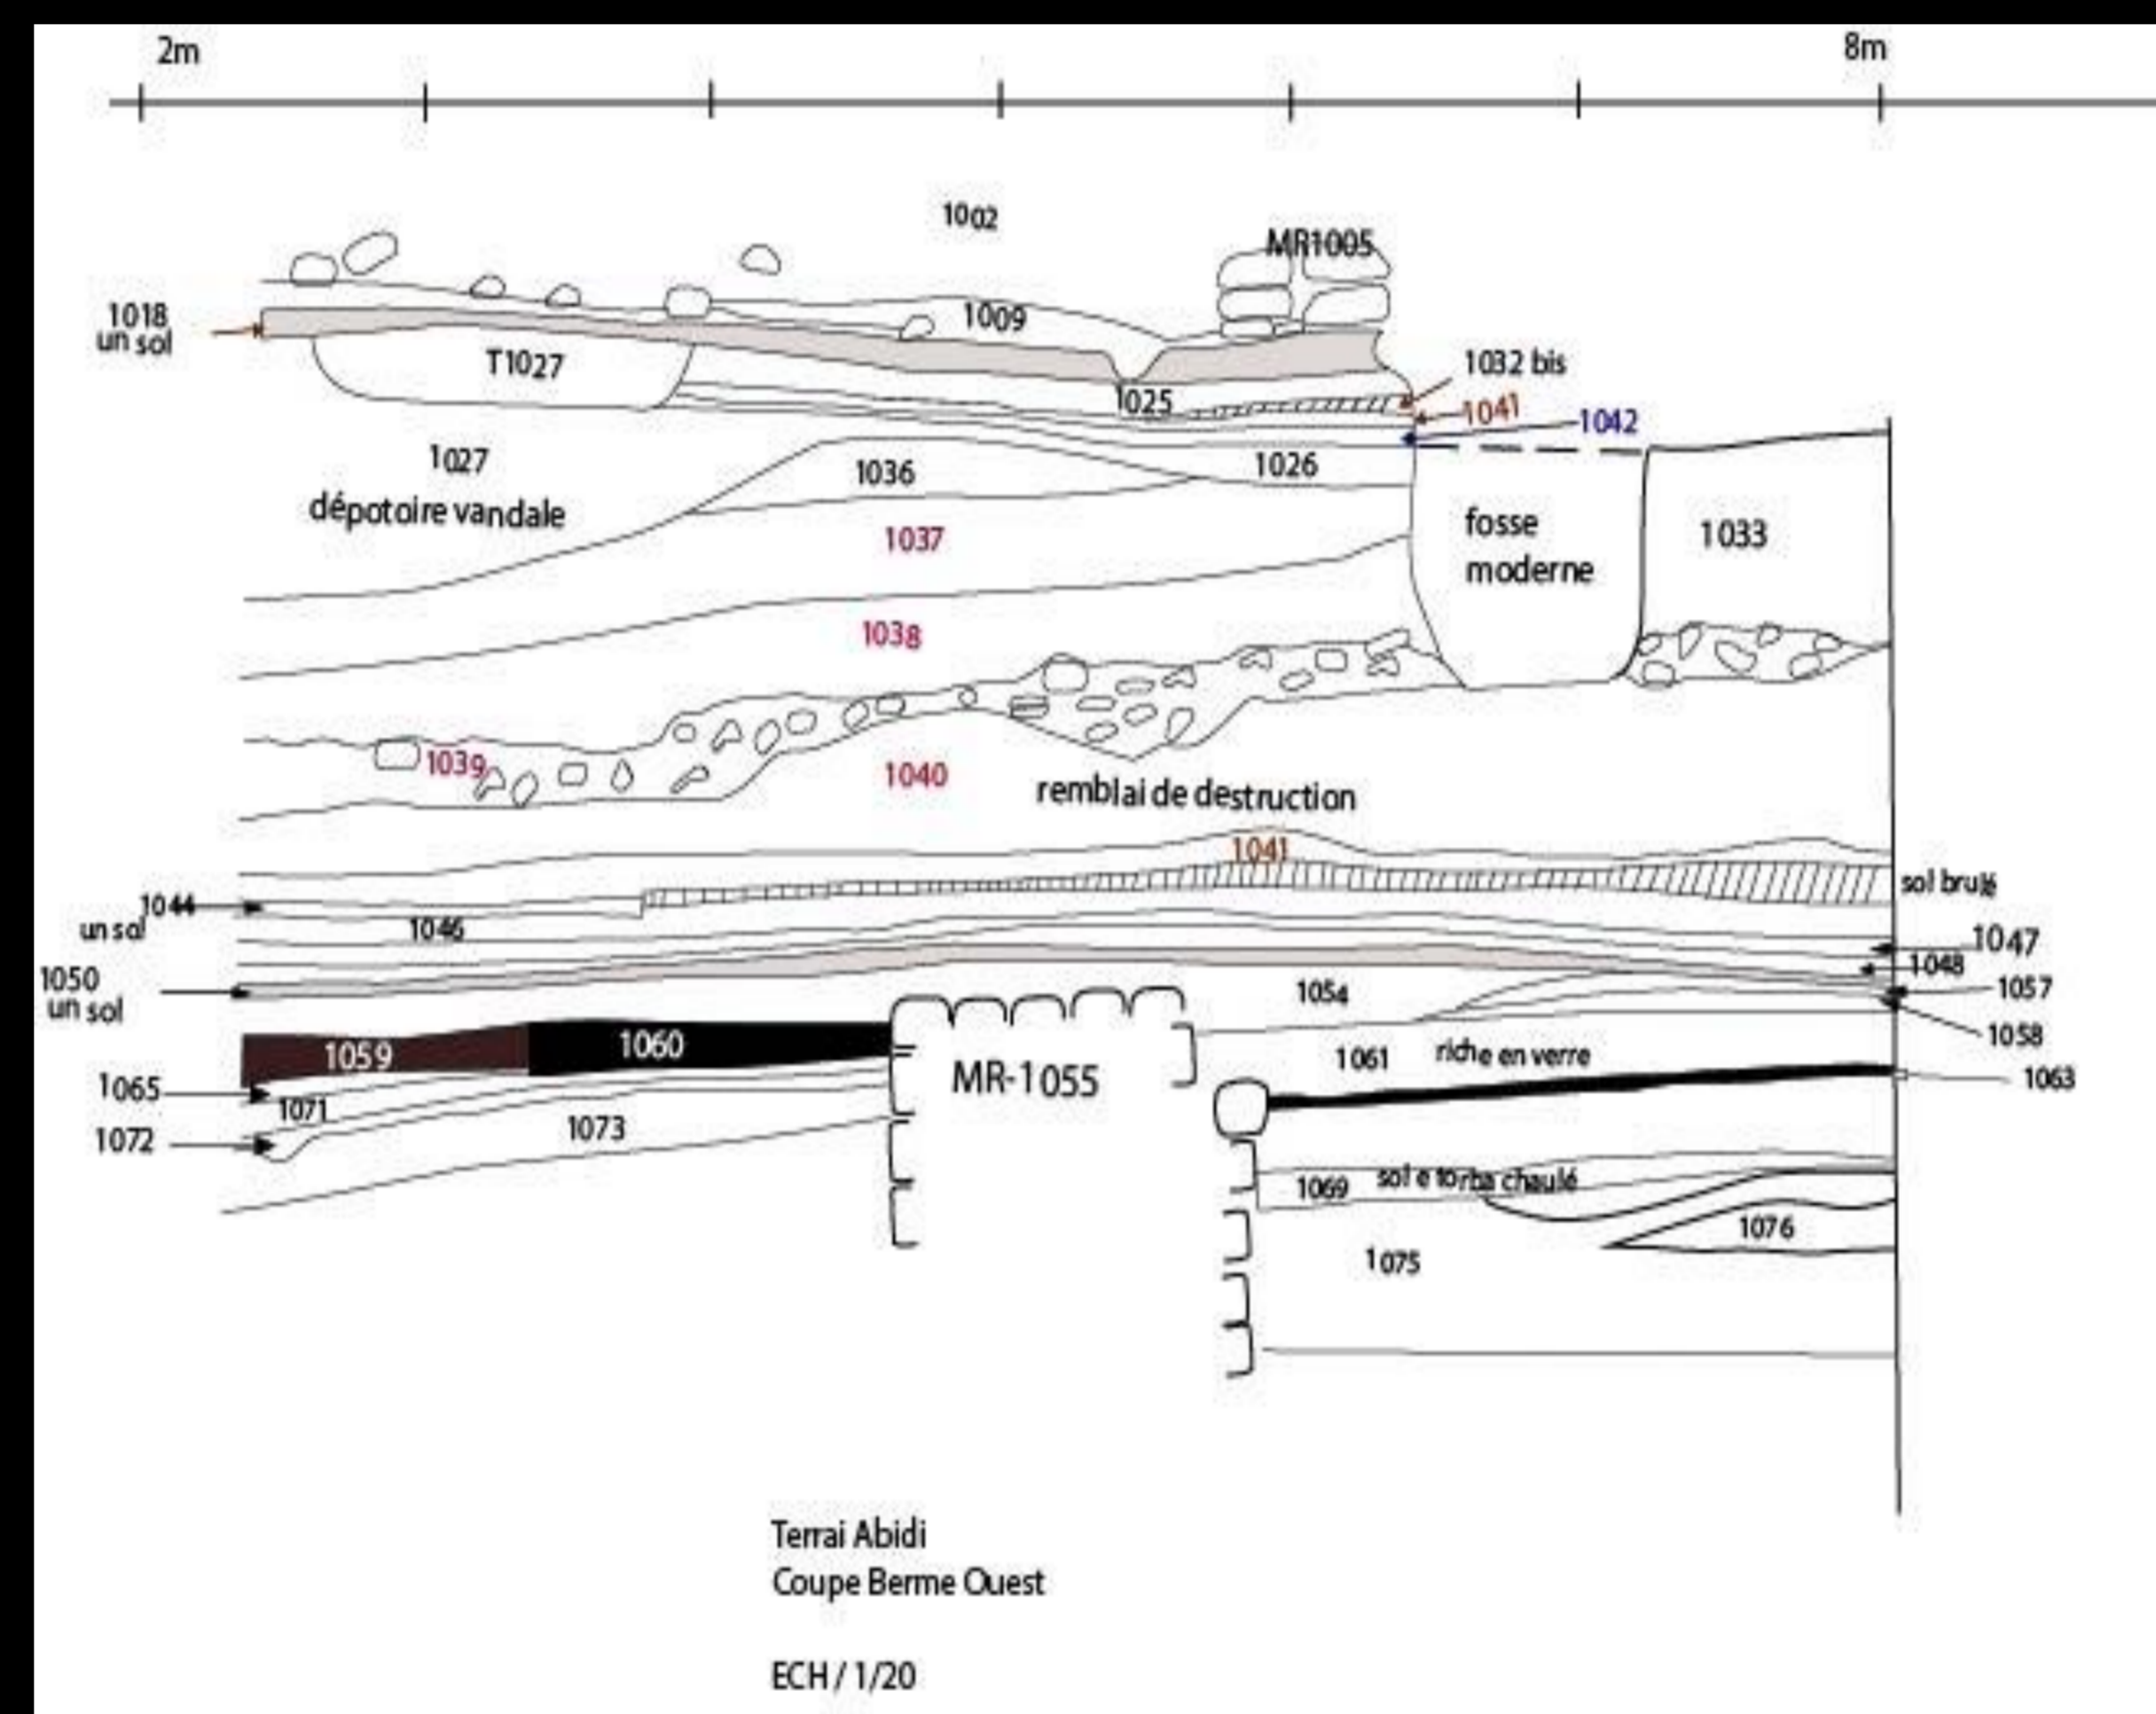 2m
8m
1002
MR1005
1018
un sol
1009
T1027
1032 bis
1025
1041
1042
1027
dépotoire vandale
1036
1026
fosse
moderne
1033
1037
1038
1039
1040
remblai de destruction
1041
sol brulé
1044
un sol
1046
1047
1048
1050
un sol
1054
1057
1058
1059
1060
MR-1055
1061
riche en verre
1063
1065
1071
1072
1073
1069
sol e torba chaulé
1076
1075
Terrai Abidi
Coupe Berme Ouest
ECH / 1/20